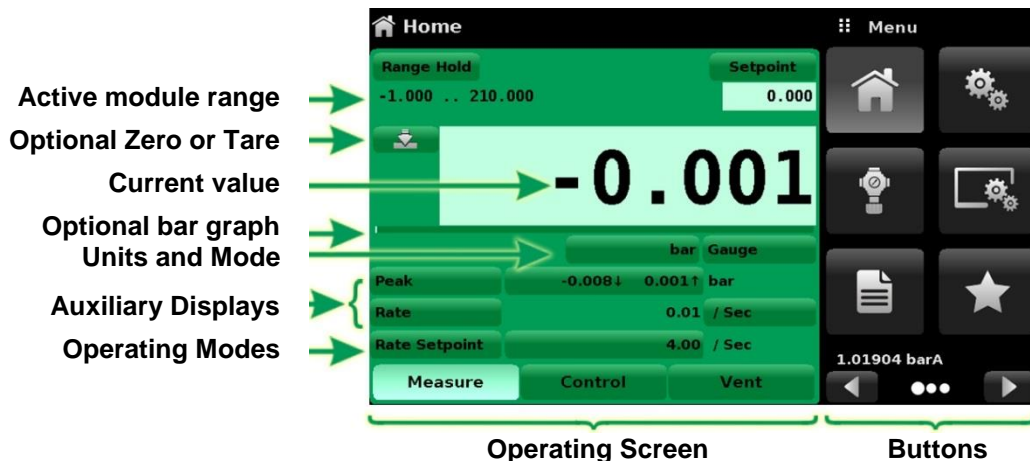 Home
Menu
Range Hold
Setpoint
Active module range
-1.000 .. 210.000
0.000
Optional Zero or Tare
Current value
-0.001
Optional bar graph
Units and Mode
bar Gauge
Auxiliary Displays
Peak -0.008↓ 0.001↑ bar
Rate 0.01 / Sec
Operating Modes
Rate Setpoint 4.00 / Sec
1.01904 barA
Measure Control Vent
Operating Screen
Buttons